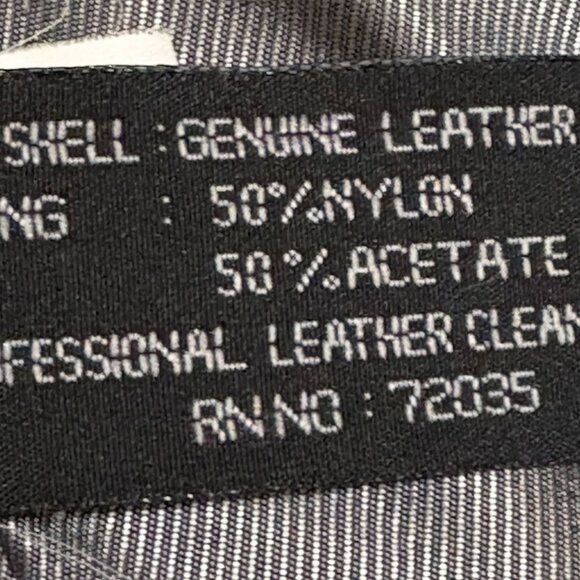 SHELL : GENUINE LEATHER
NG : 50%NYLON
50%ACETATE
FESSIONAL LEATHER CLEAN
RN NO : 72035